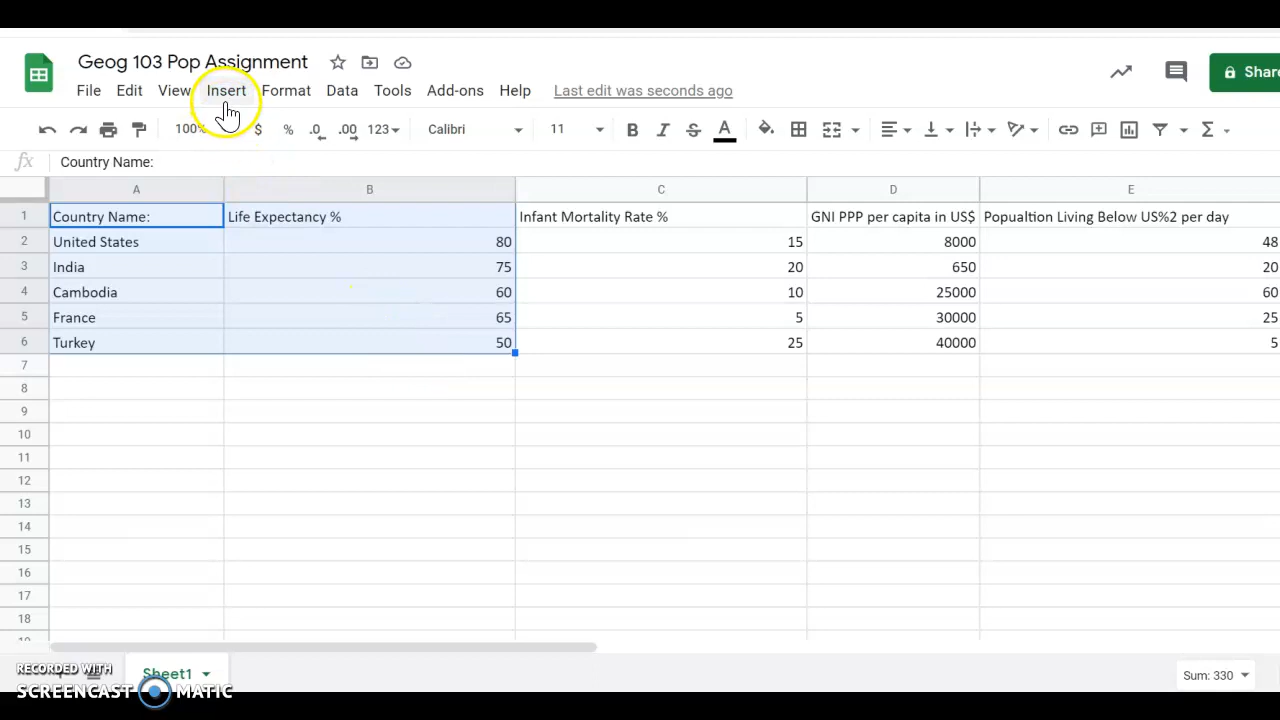 Geog 103 Pop Assignment
Share
File Edit View Insert Format Data Tools Add-ons Help Last edit was seconds ago
100% $ % .0 .00 123 Calibri 11 B I S A Σ
fx Country Name:
A B C D E
1 Country Name: Life Expectancy % Infant Mortality Rate % GNI PPP per capita in US$ Popualtion Living Below US%2 per day
2 United States 80 15 8000 48
3 India 75 20 650 20
4 Cambodia 60 10 25000 60
5 France 65 5 30000 25
6 Turkey 50 25 40000 5
7
8
9
10
11
12
13
14
15
16
17
18
19
RECORDED WITH
SCREENCAST MATIC
Sheet1
Sum: 330